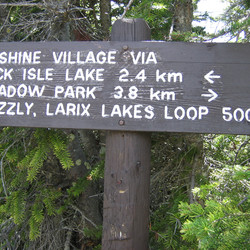 SHINE VILLAGE VIA
CK ISLE LAKE 2.4 km ←
ADOW PARK 3.8 km →
ZZLY, LARIX LAKES LOOP 500